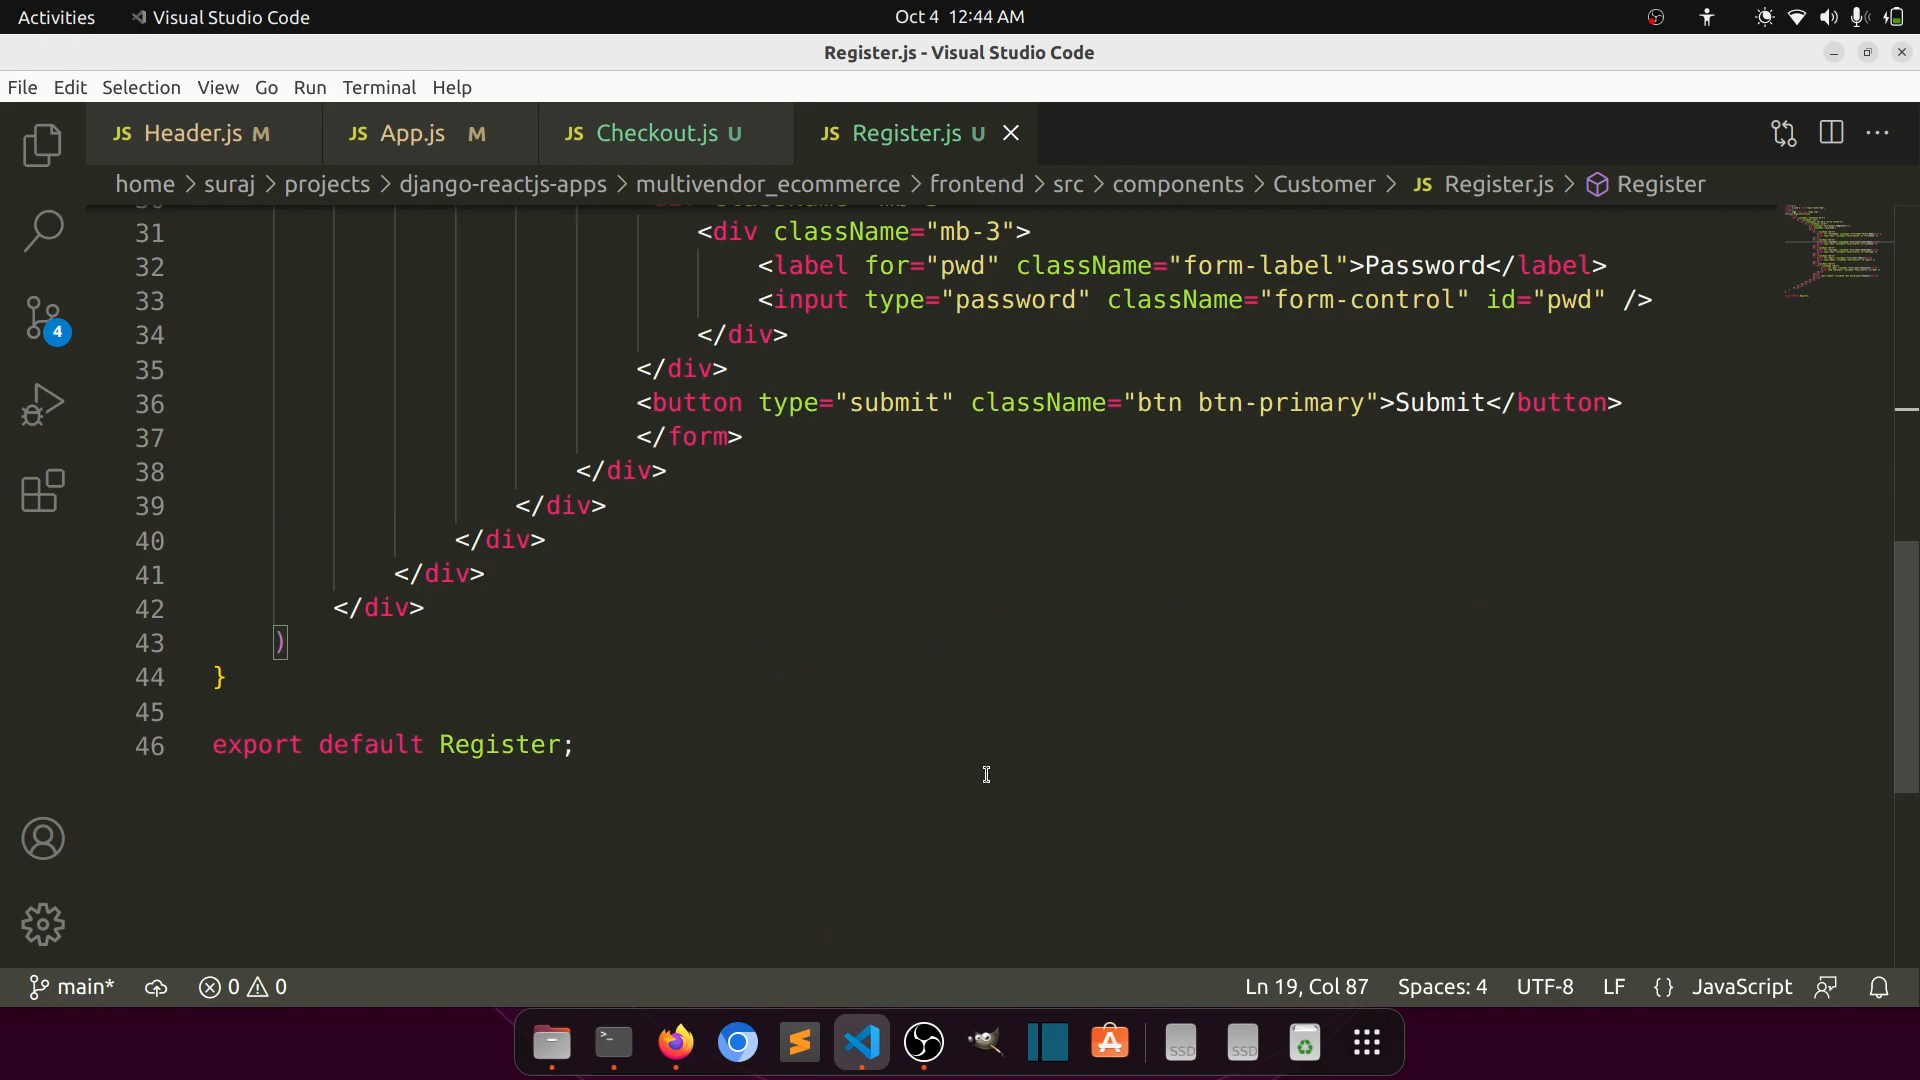 Activities Visual Studio Code Oct 4 12:44 AM
Register.js - Visual Studio Code
File Edit Selection View Go Run Terminal Help
JS Header.js M JS App.js M JS Checkout.js U JS Register.js U
home > suraj > projects > django-reactjs-apps > multivendor_ecommerce > frontend > src > components > Customer > JS Register.js > Register
31 <div className="mb-3">
32 <label for="pwd" className="form-label">Password</label>
33 <input type="password" className="form-control" id="pwd" />
34 </div>
35 </div>
36 <button type="submit" className="btn btn-primary">Submit</button>
37 </form>
38 </div>
39 </div>
40 </div>
41 </div>
42 </div>
43 )
44 }
45
46 export default Register;
4
main* 0 0 Ln 19, Col 87 Spaces: 4 UTF-8 LF {} JavaScript
SSD SSD